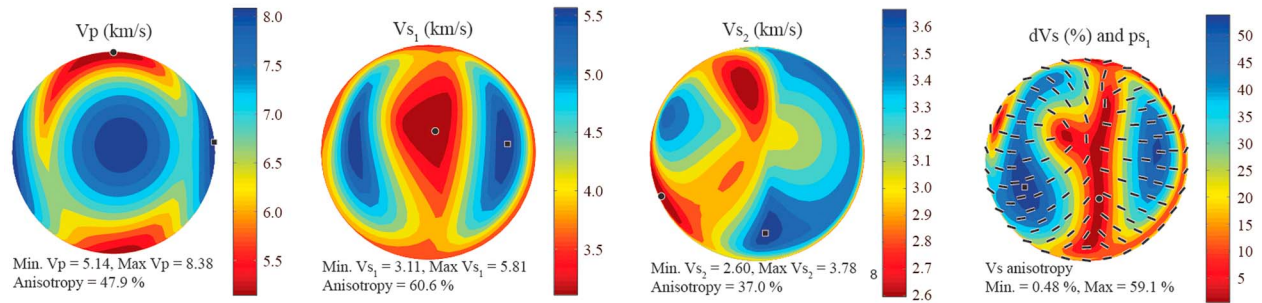 Vp (km/s)
8.0
7.5
7.0
6.5
6.0
5.5
Min. Vp = 5.14, Max Vp = 8.38
Anisotropy = 47.9 %
Vs1 (km/s)
5.5
5.0
4.5
4.0
3.5
Min. Vs1 = 3.11, Max Vs1 = 5.81
Anisotropy = 60.6 %
Vs2 (km/s)
3.6
3.5
3.4
3.3
3.2
3.1
3.0
2.9
2.8
2.7
2.6
Min. Vs2 = 2.60, Max Vs2 = 3.78
Anisotropy = 37.0 %
8
dVs (%) and ps1
50
45
40
35
30
25
20
15
10
5
Vs anisotropy
Min. = 0.48 %, Max = 59.1 %